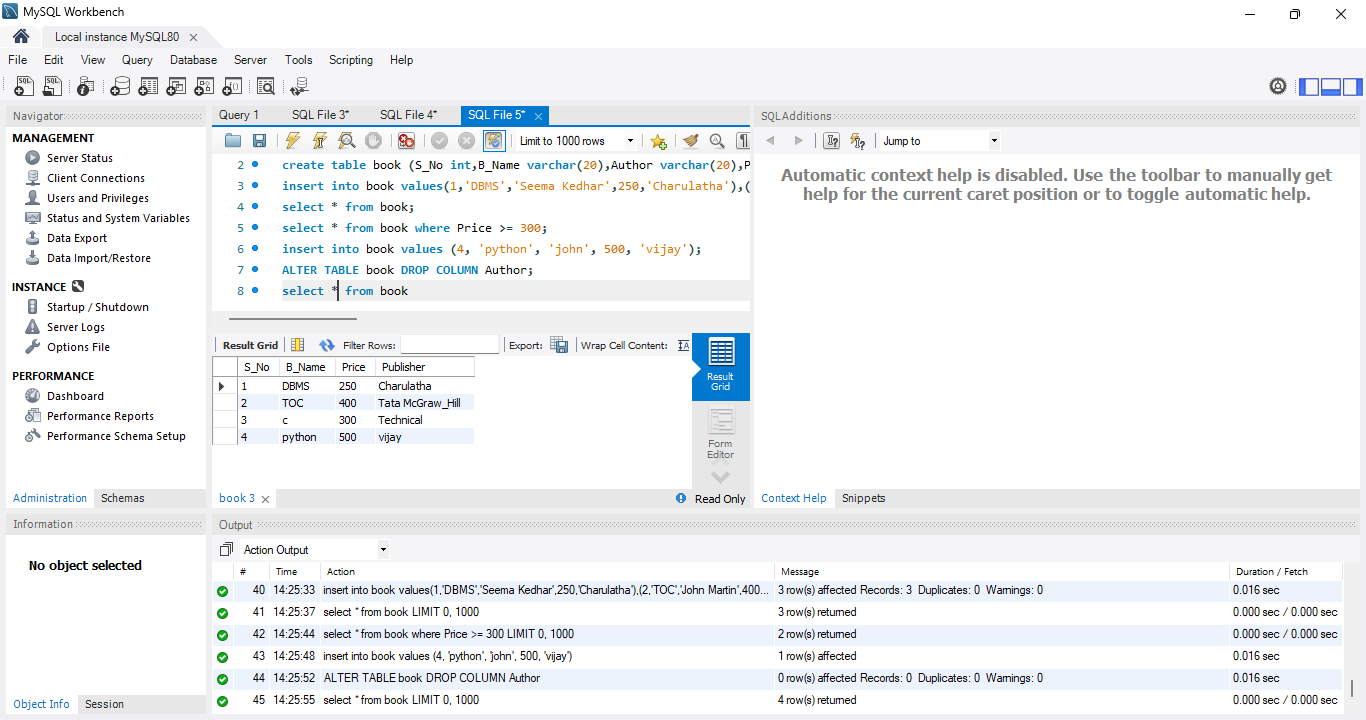 MySQL Workbench
Local instance MySQL80
File Edit View Query Database Server Tools Scripting Help
Navigator
MANAGEMENT
Server Status
Client Connections
Users and Privileges
Status and System Variables
Data Export
Data Import/Restore
INSTANCE
Startup / Shutdown
Server Logs
Options File
PERFORMANCE
Dashboard
Performance Reports
Performance Schema Setup
Administration Schemas
Query 1 SQL File 3* SQL File 4* SQL File 5*
Limit to 1000 rows
2 create table book (S_No int,B_Name varchar(20),Author varchar(20),P
3 insert into book values(1,'DBMS','Seema Kedhar',250,'Charulatha'),(
4 select * from book;
5 select * from book where Price >= 300;
6 insert into book values (4, 'python', 'john', 500, 'vijay');
7 ALTER TABLE book DROP COLUMN Author;
8 select * from book
Result Grid Filter Rows: Export: Wrap Cell Content:
S_No B_Name Price Publisher
1 DBMS 250 Charulatha
2 TOC 400 Tata McGraw_Hill
3 c 300 Technical
4 python 500 vijay
Result
Grid
Form
Editor
book 3 Read Only
SQLAdditions
Jump to
Automatic context help is disabled. Use the toolbar to manually get
help for the current caret position or to toggle automatic help.
Context Help Snippets
Information
No object selected
Object Info Session
Output
Action Output
# Time Action Message Duration / Fetch
40 14:25:33 insert into book values(1,'DBMS','Seema Kedhar',250,'Charulatha'),(2,'TOC','John Martin',400... 3 row(s) affected Records: 3 Duplicates: 0 Warnings: 0 0.016 sec
41 14:25:37 select * from book LIMIT 0, 1000 3 row(s) returned 0.000 sec / 0.000 sec
42 14:25:44 select * from book where Price >= 300 LIMIT 0, 1000 2 row(s) returned 0.000 sec / 0.000 sec
43 14:25:48 insert into book values (4, 'python', 'john', 500, 'vijay') 1 row(s) affected 0.016 sec
44 14:25:52 ALTER TABLE book DROP COLUMN Author 0 row(s) affected Records: 0 Duplicates: 0 Warnings: 0 0.016 sec
45 14:25:55 select * from book LIMIT 0, 1000 4 row(s) returned 0.000 sec / 0.000 sec